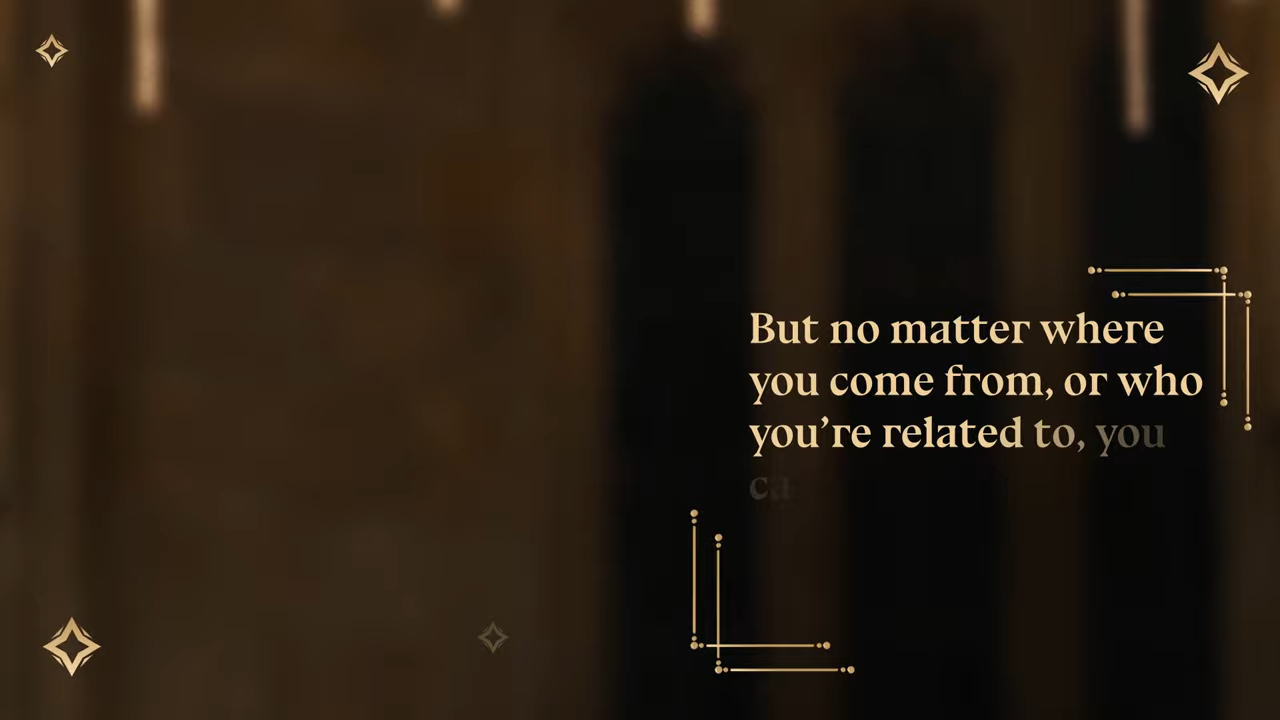 But no matter where
you come from, or who
you’re related to, you
ca